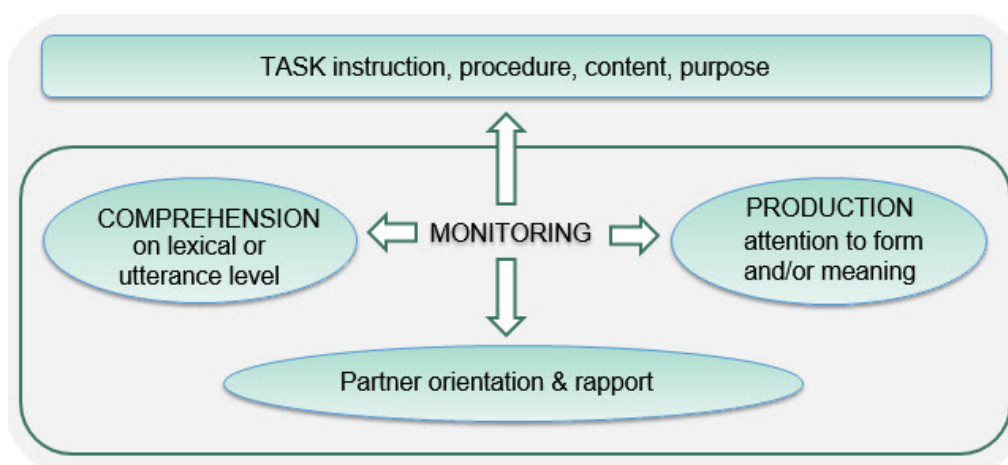 TASK instruction, procedure, content, purpose
COMPREHENSION
on lexical or
utterance level
MONITORING
PRODUCTION
attention to form
and/or meaning
Partner orientation & rapport